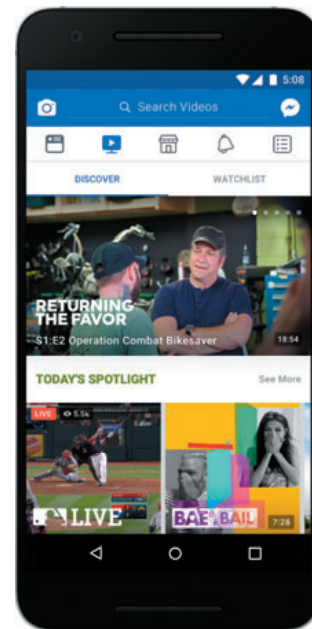 5:08
Search Videos
DISCOVER
WATCHLIST
RETURNING
THE FAVOR
S1:E2 Operation Combat Bikesaver
18:54
TODAY'S SPOTLIGHT
See More
LIVE
5.5k
LIVE
BAE OR BAIL
7:28